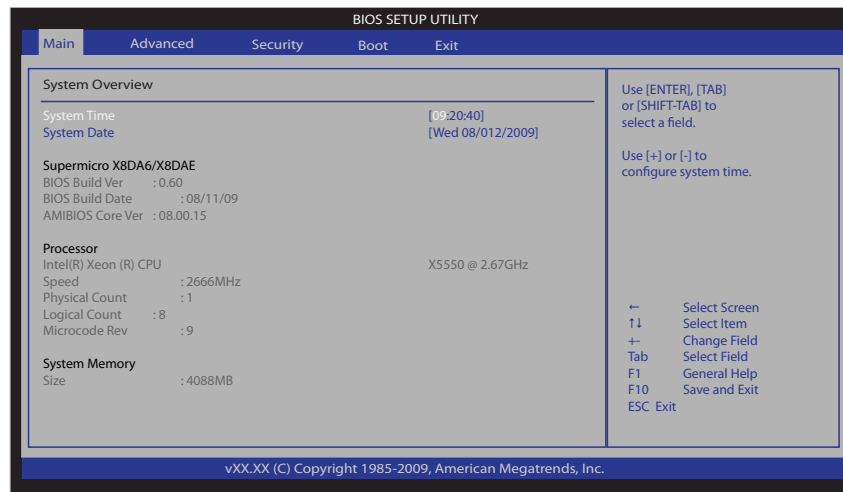 BIOS SETUP UTILITY
Main Advanced Security Boot Exit
System Overview
System Time [09:20:40]
System Date [Wed 08/012/2009]
Supermicro X8DA6/X8DAE
BIOS Build Ver : 0.60
BIOS Build Date : 08/11/09
AMIBIOS Core Ver : 08.00.15
Processor
Intel(R) Xeon (R) CPU X5550 @ 2.67GHz
Speed : 2666MHz
Physical Count : 1
Logical Count : 8
Microcode Rev : 9
System Memory
Size : 4088MB
Use [ENTER], [TAB]
or [SHIFT-TAB] to
select a field.
Use [+] or [-] to
configure system time.
← Select Screen
↑↓ Select Item
+- Change Field
Tab Select Field
F1 General Help
F10 Save and Exit
ESC Exit
vXX.XX (C) Copyright 1985-2009, American Megatrends, Inc.